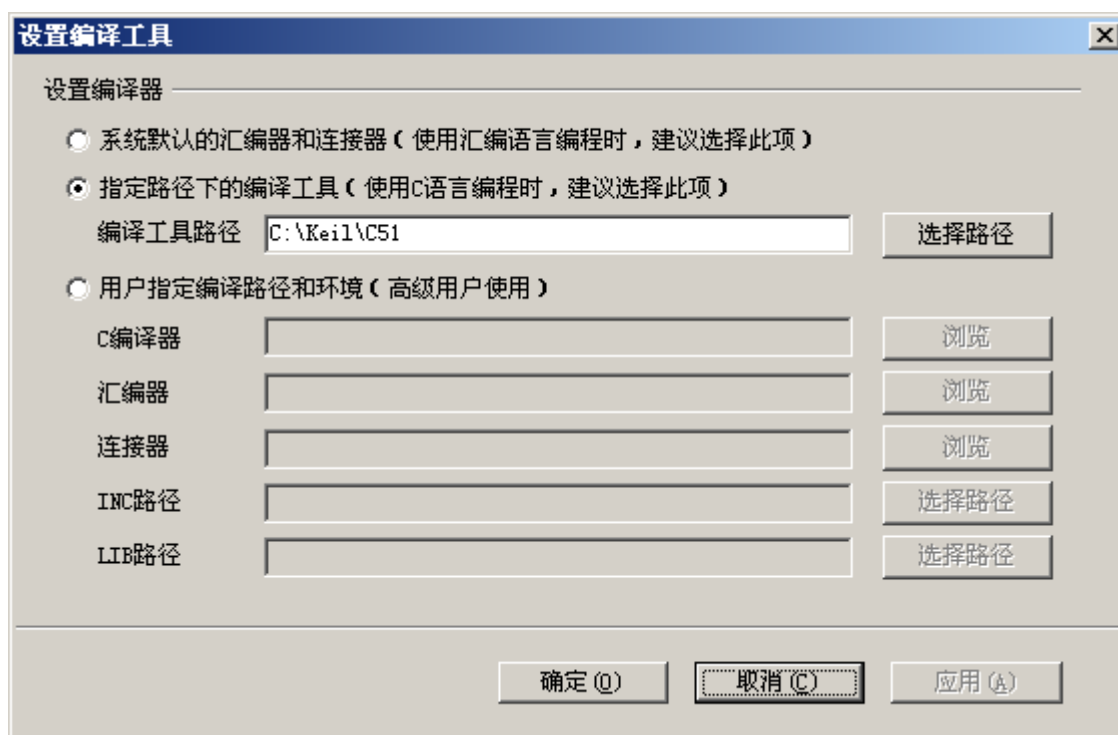 设置编译工具
设置编译器
系统默认的汇编器和连接器（使用汇编语言编程时，建议选择此项）
指定路径下的编译工具（使用C语言编程时，建议选择此项）
编译工具路径 C:\Keil\C51 选择路径
用户指定编译路径和环境（高级用户使用）
C编译器 浏览
汇编器 浏览
连接器 浏览
INC路径 选择路径
LIB路径 选择路径
确定(O) 取消(C) 应用(A)